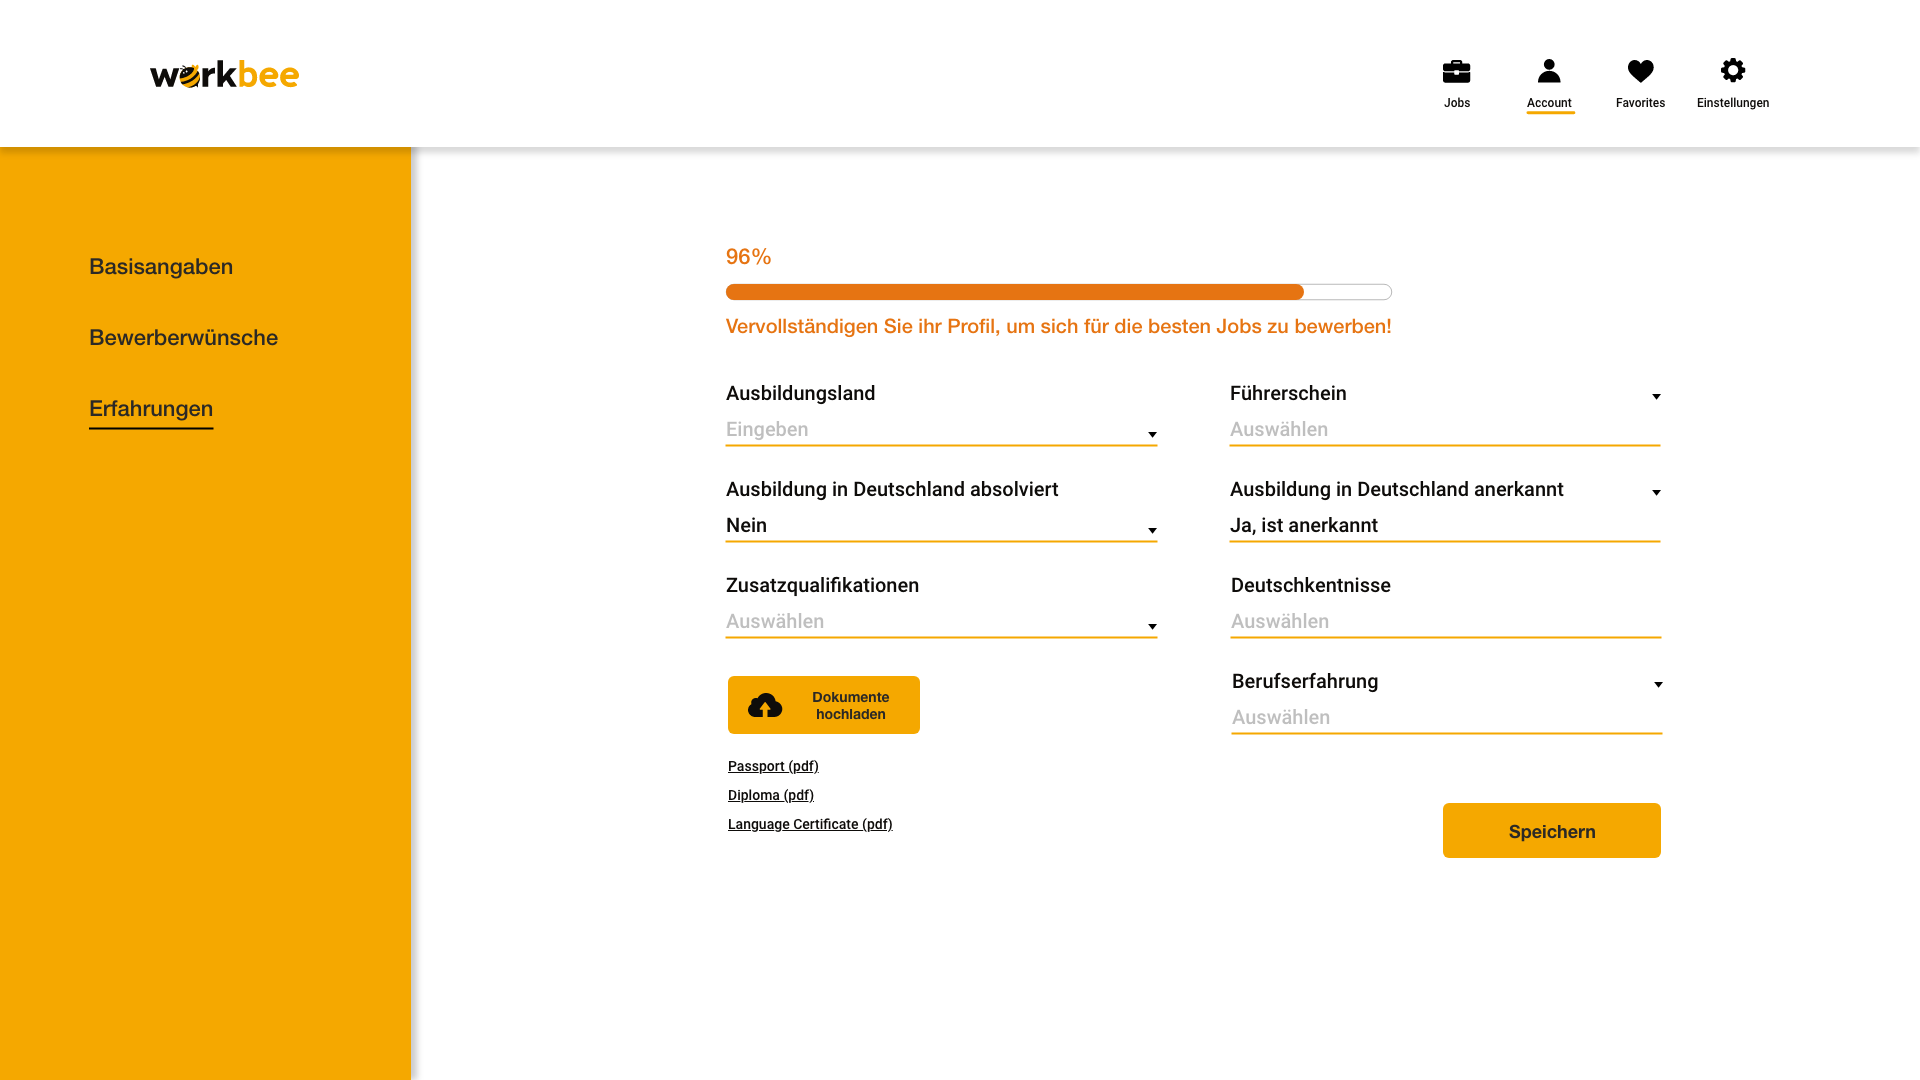 workbee
Jobs
Account
Favorites
Einstellungen
Basisangaben
Bewerberwünsche
Erfahrungen
96%
Vervollständigen Sie ihr Profil, um sich für die besten Jobs zu bewerben!
Ausbildungsland
Eingeben
Führerschein
Auswählen
Ausbildung in Deutschland absolviert
Nein
Ausbildung in Deutschland anerkannt
Ja, ist anerkannt
Zusatzqualifikationen
Auswählen
Deutschkentnisse
Auswählen
Dokumente
hochladen
Berufserfahrung
Auswählen
Passport (pdf)
Diploma (pdf)
Language Certificate (pdf)
Speichern